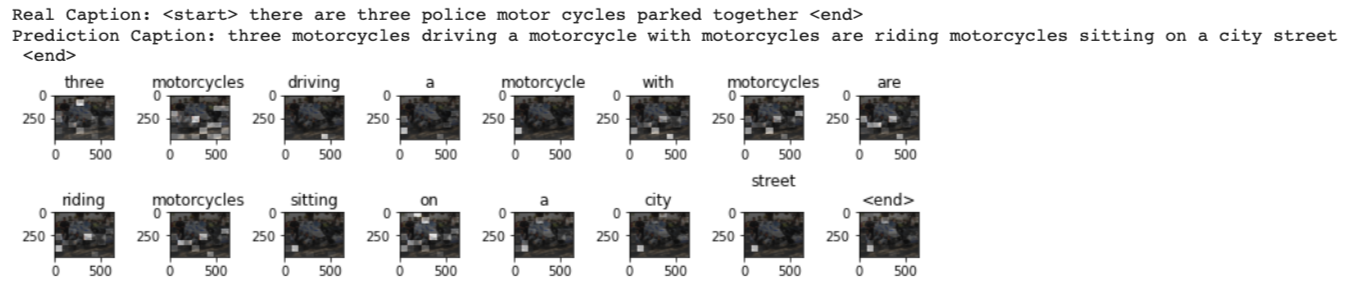 Real Caption: <start> there are three police motor cycles parked together <end>
Prediction Caption: three motorcycles driving a motorcycle with motorcycles are riding motorcycles sitting on a city street
<end>
three motorcycles driving a motorcycle with motorcycles are
0 0 0 0 0 0 0 0
250 250 250 250 250 250 250 250
0 500 0 500 0 500 0 500 0 500 0 500 0 500 0 500
street
riding motorcycles sitting on a city <end>
0 0 0 0 0 0 0 0
250 250 250 250 250 250 250 250
0 500 0 500 0 500 0 500 0 500 0 500 0 500 0 500